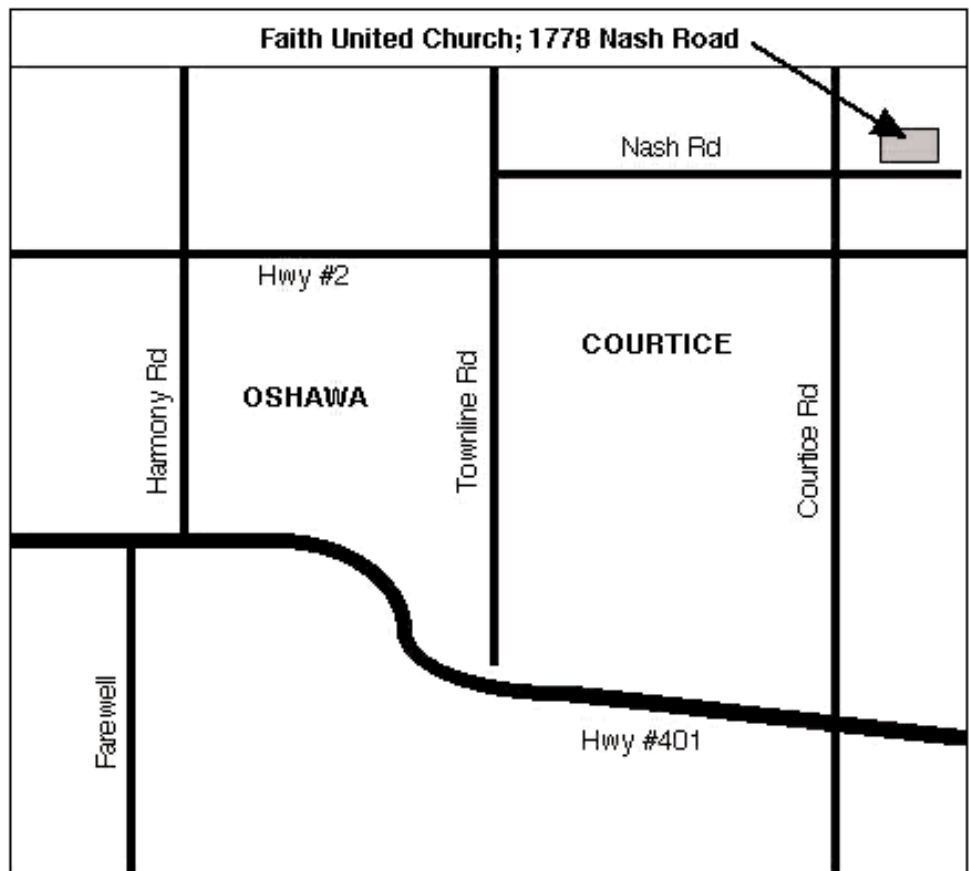 Faith United Church; 1778 Nash Road
Nash Rd
Hwy #2
COURTICE
OSHAWA
Harmony Rd
Townline Rd
Courtice Rd
Farewell
Hwy #401